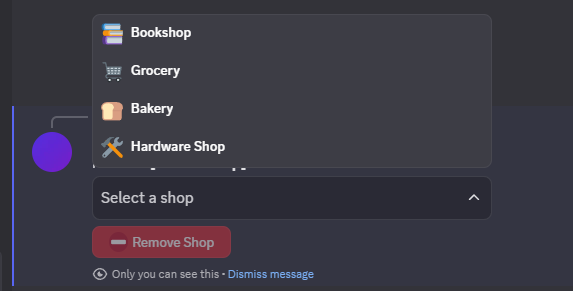 Bookshop
Grocery
Bakery
Hardware Shop
Select a shop
Remove Shop
Only you can see this • Dismiss message